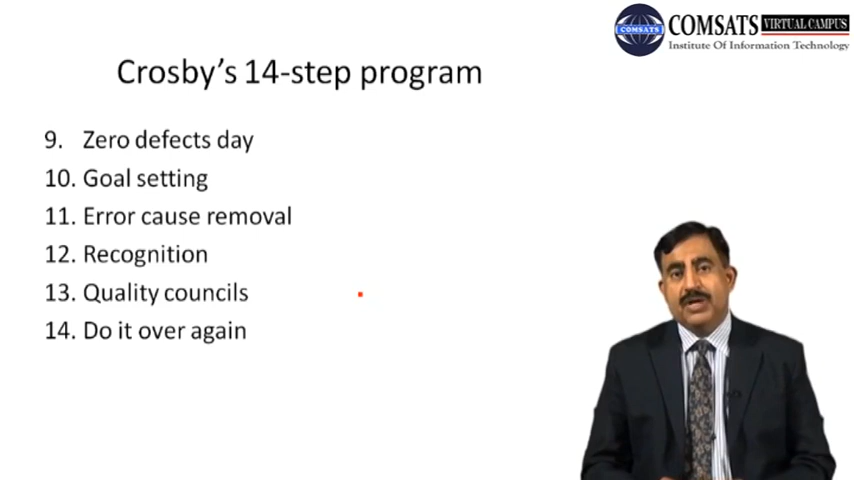 COMSATS VIRTUAL CAMPUS
COMSATS
Institute Of Information Technology
Crosby's 14-step program
9. Zero defects day
10. Goal setting
11. Error cause removal
12. Recognition
13. Quality councils
14. Do it over again